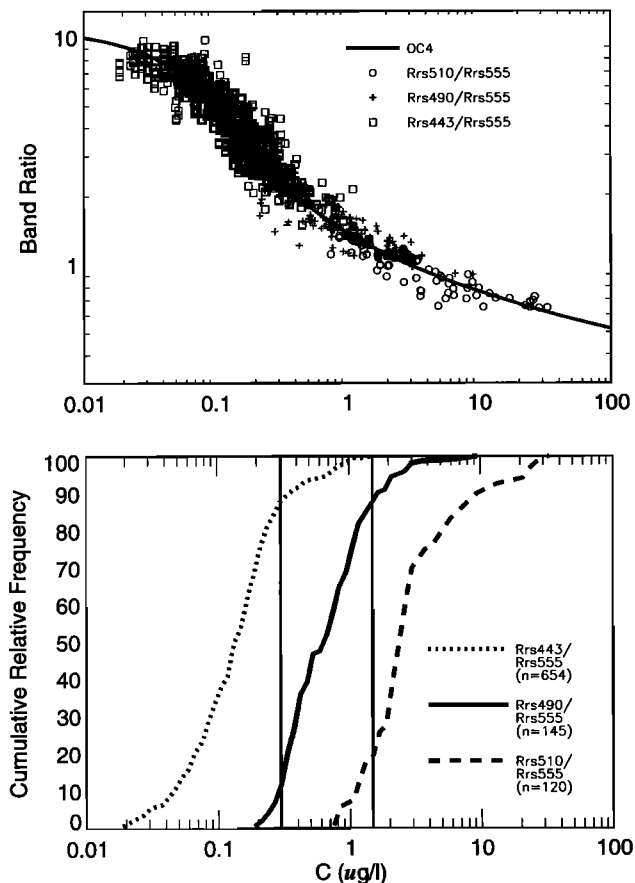 10
1
Band Ratio
OC4
Rrs510/Rrs555
Rrs490/Rrs555
Rrs443/Rrs555
0.01 0.1 1 10 100
100
90
80
70
60
50
40
30
20
10
0
Cumulative Relative Frequency
Rrs443/
Rrs555
(n=654)
Rrs490/
Rrs555
(n=145)
Rrs510/
Rrs555
(n=120)
0.01 0.1 1 10 100
C (ug/l)